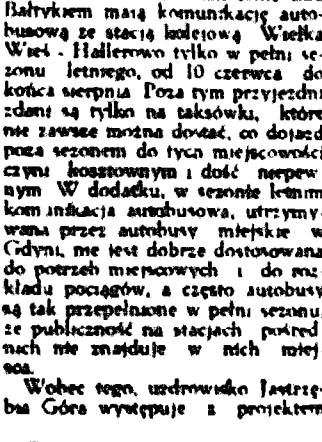 Bałtykiem mają komunikację auto-
busową ze stacją kolejową Wielka
Wieś - Hallerowo tylko w pełni se-
zonu letniego, od 10 czerwca do
końca sierpnia Poza tym przyjezdni
zdani są tylko na taksówki, które
nie zawsze można dostać, co dojazd
poza sezonem do tych miejscowości
czyni kosztownym i dość niepew-
nym W dodatku, w sezonie letnim
komunikacja autobusowa, utrzymy-
wana przez autobusy miejskie w
Gdyni, nie jest dobrze dostosowana
do potrzeb miejscowych i do roz-
kładu pociągów, a często autobusy
są tak przepełnione w pełni sezonu,
że publiczność na stacjach pośred-
nich nie znajduje w nich miej-
sca.
Wobec tego, uzdrowisko Jastrzę-
bia Góra występuje z projektem